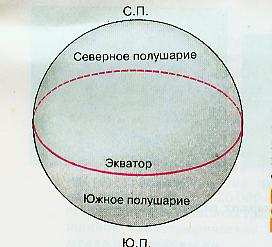 С.П.
Северное полушарие
Экватор
Южное полушарие
Ю.П.